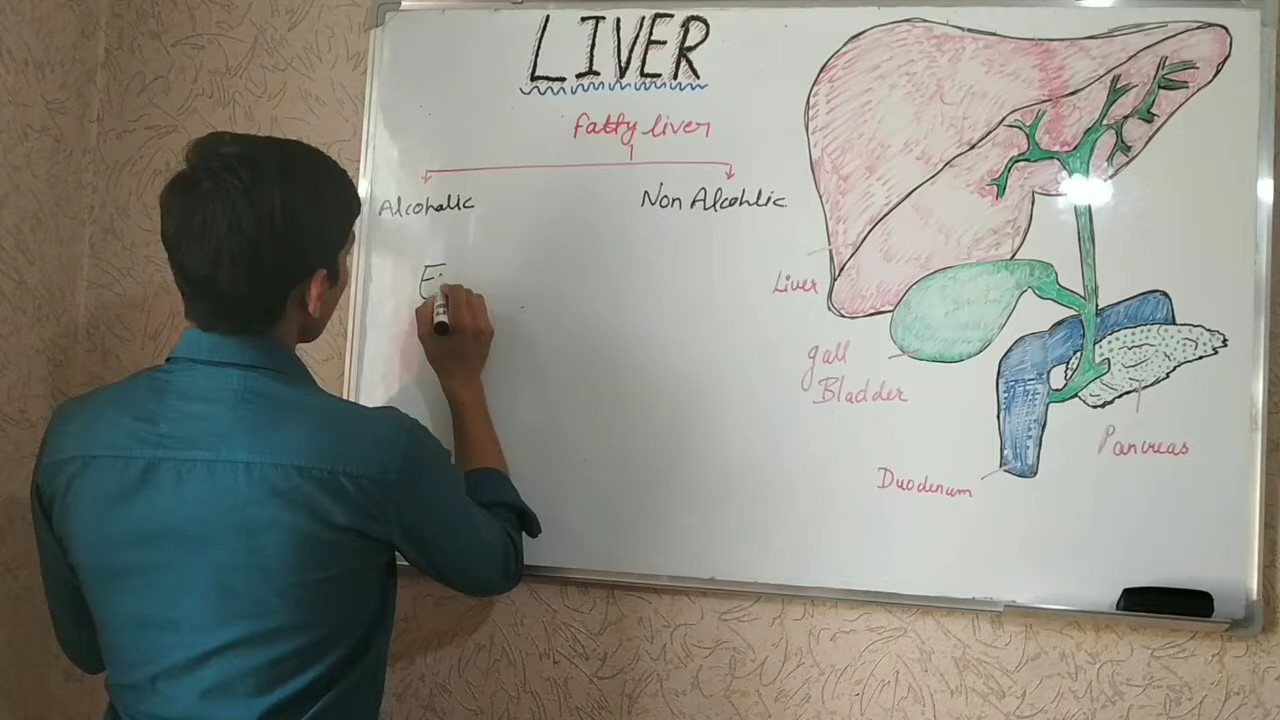 LIVER
Fatty liver
Alcohalic
Non Alcohlic
Liver
gall
Bladder
Duodenum
Pancreas